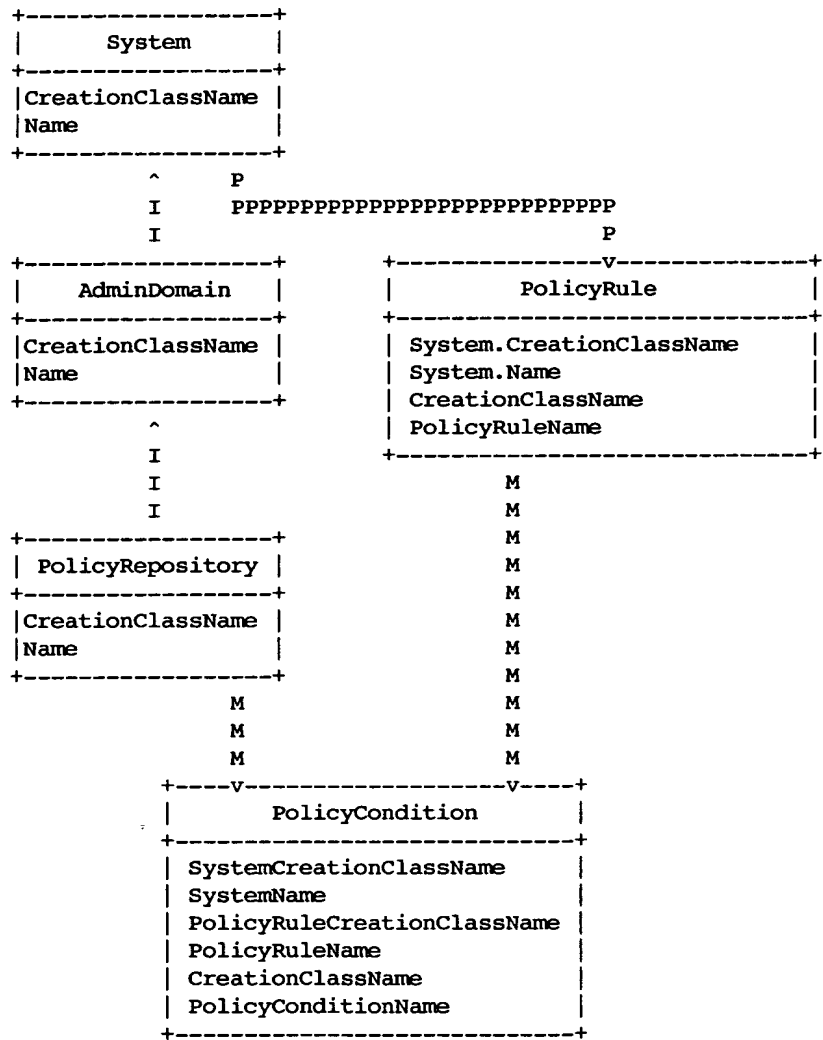 +------------------+
|      System      |
+------------------+
|CreationClassName |
|Name              |
+------------------+
          ^     P
          I     PPPPPPPPPPPPPPPPPPPPPPPPPPPP
          I                                P
+------------------+       +---------------v--------------+
|    AdminDomain   |       |         PolicyRule           |
+------------------+       +------------------------------+
|CreationClassName |       | System.CreationClassName     |
|Name              |       | System.Name                  |
+------------------+       | CreationClassName            |
          ^                | PolicyRuleName               |
          I                +------------------------------+
          I                         M
          I                         M
+------------------+                M
| PolicyRepository |                M
+------------------+                M
|CreationClassName |                M
|Name              |                M
+------------------+                M
                M                   M
                M                   M
                M                   M
           +----v-------------------v----+
           |       PolicyCondition       |
           +-----------------------------+
           | SystemCreationClassName     |
           | SystemName                  |
           | PolicyRuleCreationClassName |
           | PolicyRuleName              |
           | CreationClassName           |
           | PolicyConditionName         |
           +-----------------------------+